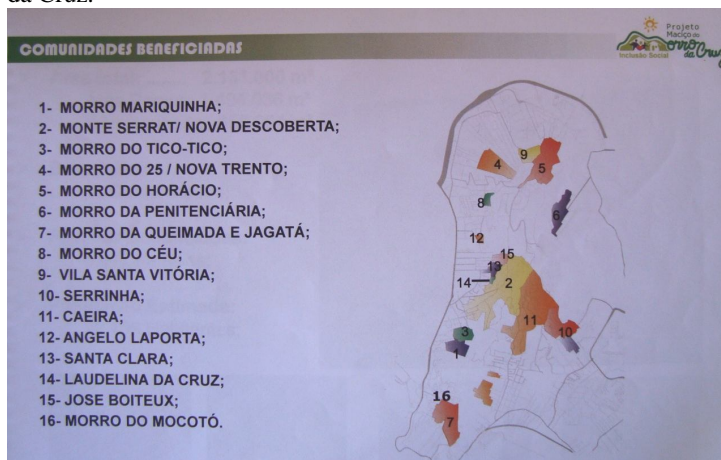 da Cruz.
COMUNIDADES BENEFICIADAS
Projeto
Maciço do
Morro
da Cruz
Inclusão Social
1- MORRO MARIQUINHA;
2- MONTE SERRAT/ NOVA DESCOBERTA;
3- MORRO DO TICO-TICO;
4- MORRO DO 25 / NOVA TRENTO;
5- MORRO DO HORÁCIO;
6- MORRO DA PENITENCIÁRIA;
7- MORRO DA QUEIMADA E JAGATÁ;
8- MORRO DO CÉU;
9- VILA SANTA VITÓRIA;
10- SERRINHA;
11- CAEIRA;
12- ANGELO LAPORTA;
13- SANTA CLARA;
14- LAUDELINA DA CRUZ;
15- JOSE BOITEUX;
16- MORRO DO MOCOTÓ.
9
4
5
8
6
12
15
13
14
2
11
10
3
1
16
7